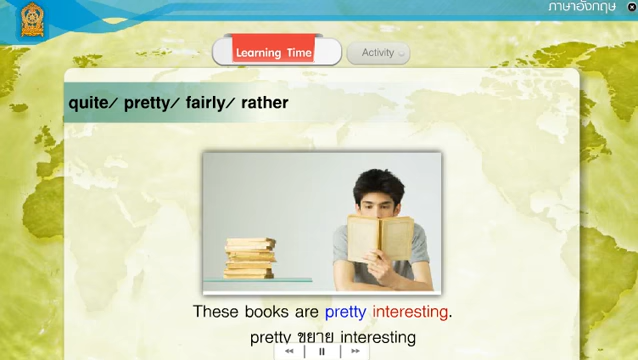 ภาษาอังกฤษ
Learning Time
Activity
quite/ pretty/ fairly/ rather
These books are pretty interesting.
pretty ขยาย interesting